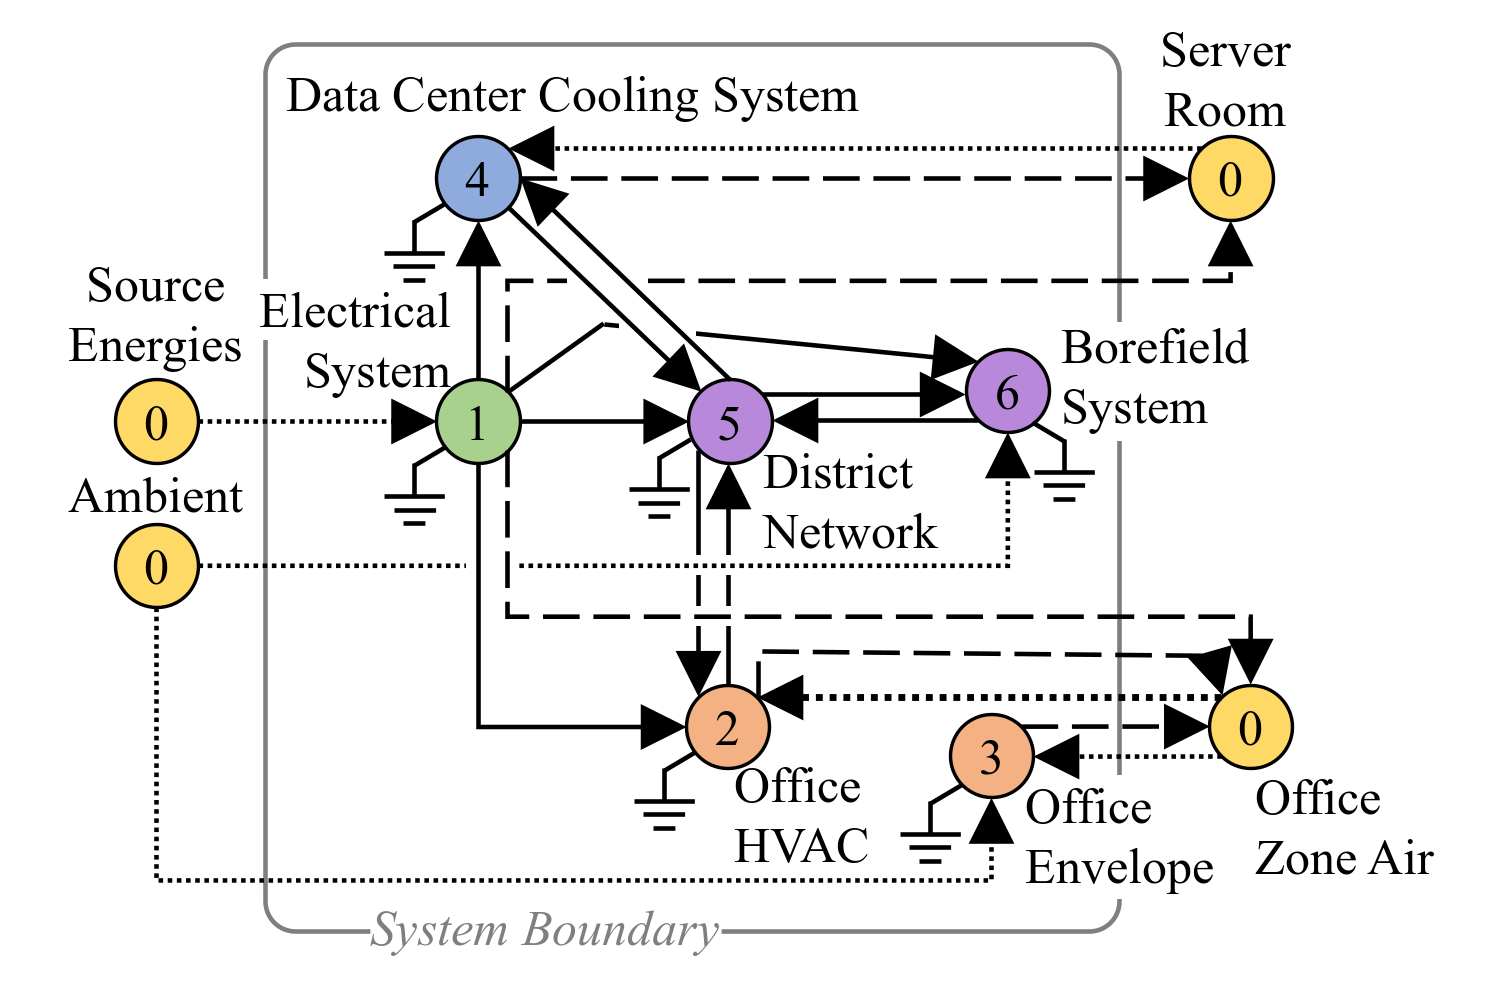 Server
Room
Data Center Cooling System
4
0
Source
Energies
Electrical
System
Borefield
System
0
1
5
6
Ambient
District
Network
0
2
3
0
Office
HVAC
Office
Envelope
Office
Zone Air
System Boundary